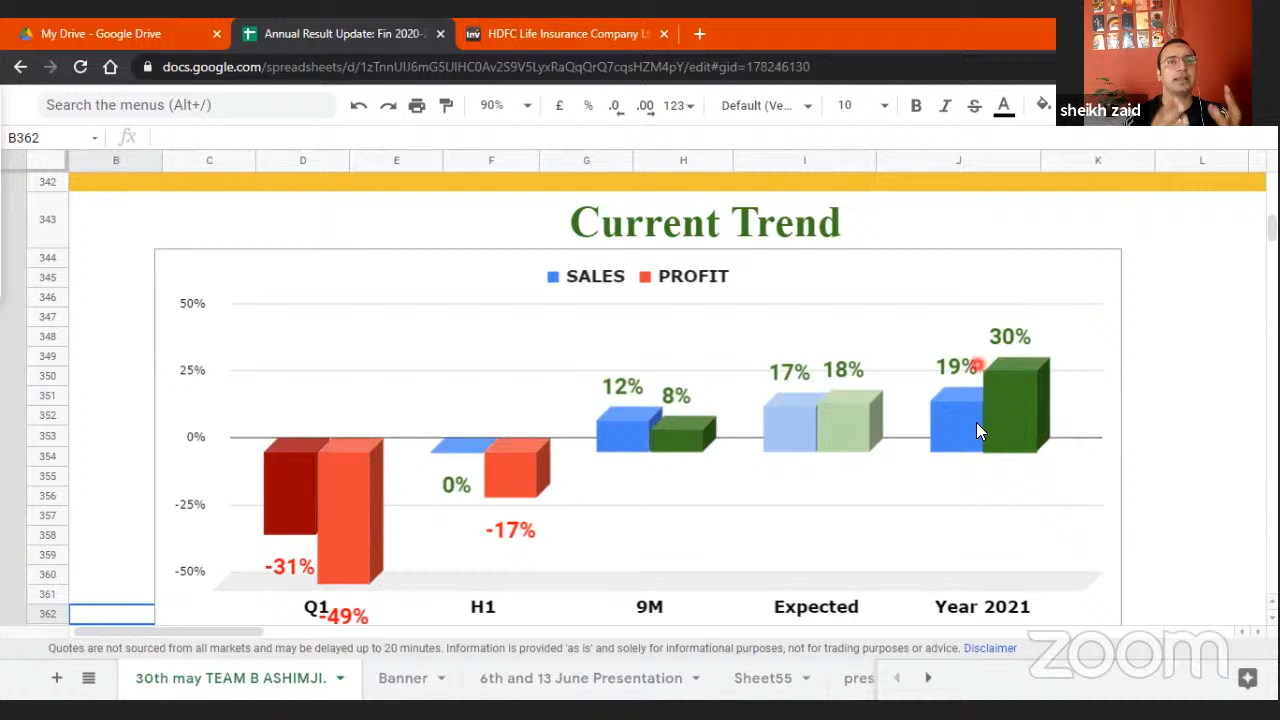 My Drive - Google Drive
Annual Result Update: Fin 2020-
HDFC Life Insurance Company L
docs.google.com/spreadsheets/d/1zTnnUIJ6mG5UIHC0Av2S9V5LyxRaQqQrQ7cqsHZM4pY/edit#gid=178246130
sheikh zaid
Search the menus (Alt+/)
90%
£
%
.0
.00
123
Default (Ve...
10
B
I
S
A
B362
fx
B C D E F G H I J K L
342
343
Current Trend
344
345
SALES PROFIT
346
347
348
349
350
351
352
353
354
355
356
357
358
359
360
361
362
50%
25%
0%
-25%
-50%
-31%
-49%
0%
-17%
12%
8%
17%
18%
19%
30%
Q1 H1 9M Expected Year 2021
Quotes are not sourced from all markets and may be delayed up to 20 minutes. Information is provided 'as is' and solely for informational purposes, not for trading purposes or advice. Disclaimer
zoom
30th may TEAM B ASHIMJI.
Banner
6th and 13 June Presentation
Sheet55
pres